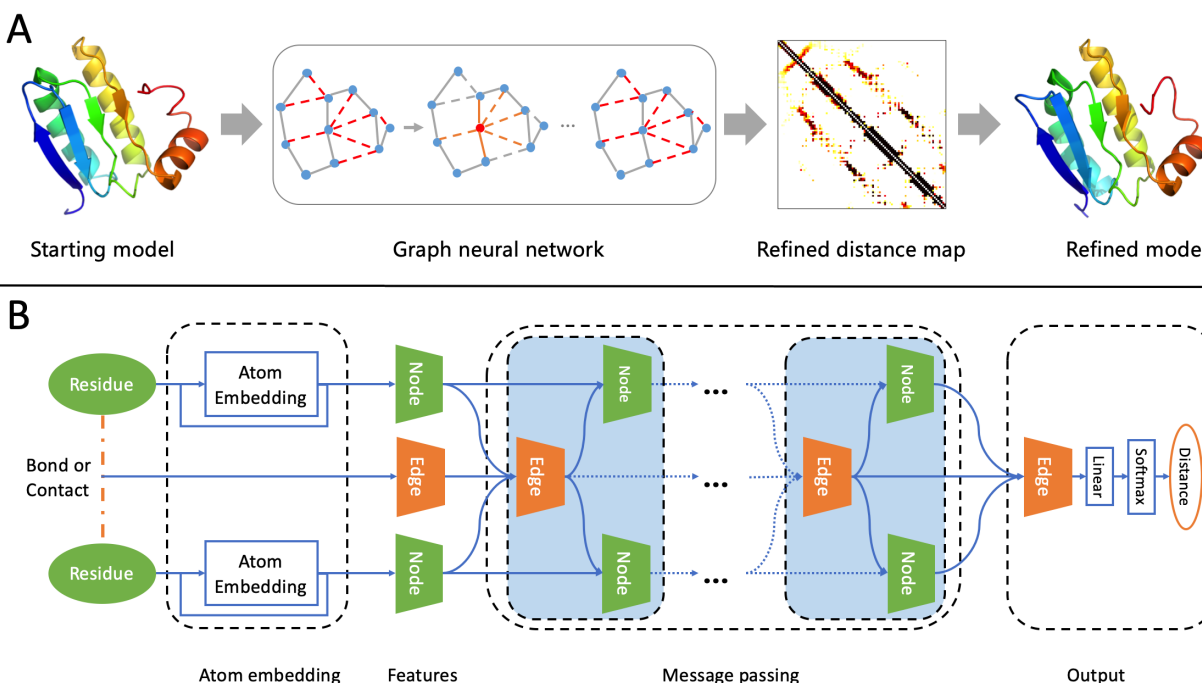 A
Starting model
Graph neural network
Refined distance map
Refined mode
B
Residue
Atom
Embedding
Node
Node
...
Node
Bond or
Contact
Edge
Edge
...
Edge
Edge
Linear
Softmax
Distance
Residue
Atom
Embedding
Node
Node
...
Node
Atom embedding
Features
Message passing
Output